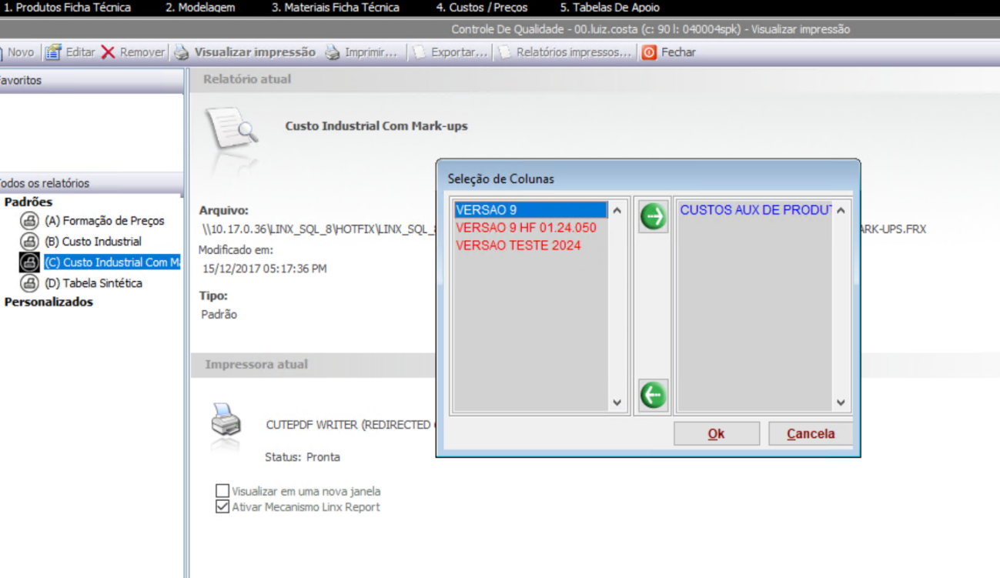 1. Produtos Ficha Técnica 2. Modelagem 3. Materiais Ficha Técnica 4. Custos / Preços 5. Tabelas De Apoio
Controle De Qualidade - 00.luiz.costa (c: 90 l: 040004spk) - Visualizar impressão
Novo Editar Remover Visualizar impressão Imprimir... Exportar... Relatórios impressos... Fechar
avoritos
Relatório atual
Custo Industrial Com Mark-ups
odos os relatórios
Padrões
(A) Formação de Preços
(B) Custo Industrial
(C) Custo Industrial Com M
(D) Tabela Sintética
Personalizados
Arquivo:
\\10.17.0.36\LINX_SQL_8\HOTFIX\LINX_SQL_ ARK-UPS.FRX
Modificado em:
15/12/2017 05:17:36 PM
Tipo:
Padrão
Seleção de Colunas
VERSAO 9
VERSAO 9 HF 01.24.050
VERSAO TESTE 2024
CUSTOS AUX DE PRODUT
Ok Cancela
Impressora atual
CUTEPDF WRITER (REDIRECTED
Status: Pronta
Visualizar em uma nova janela
Ativar Mecanismo Linx Report